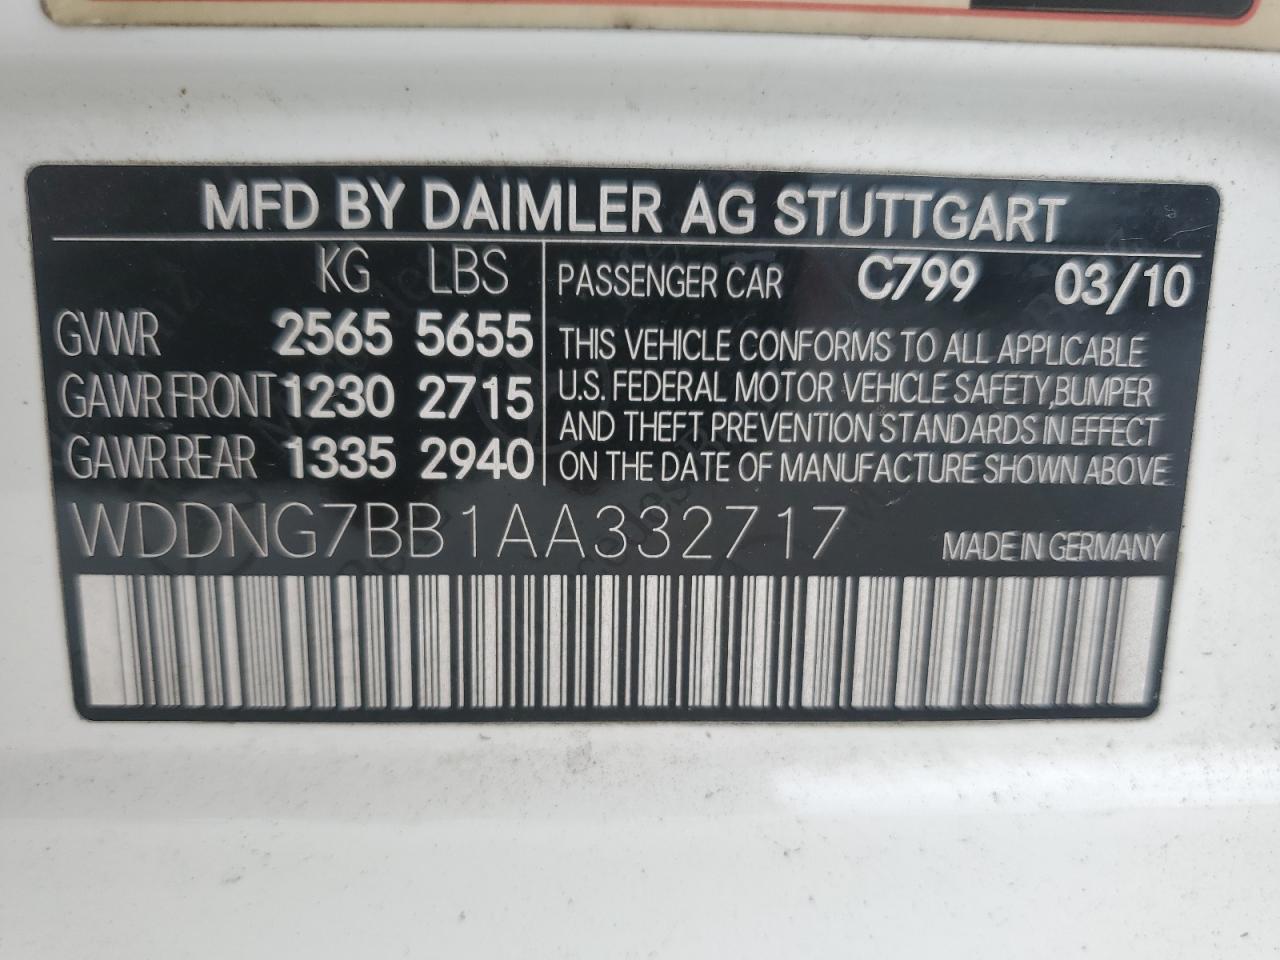 MFD BY DAIMLER AG STUTTGART
KG LBS
GVWR 2565 5655
GAWR FRONT 1230 2715
GAWR REAR 1335 2940
PASSENGER CAR C799 03/10
THIS VEHICLE CONFORMS TO ALL APPLICABLE
U.S. FEDERAL MOTOR VEHICLE SAFETY,BUMPER
AND THEFT PREVENTION STANDARDS IN EFFECT
ON THE DATE OF MANUFACTURE SHOWN ABOVE
WDDNG7BB1AA332717
MADE IN GERMANY